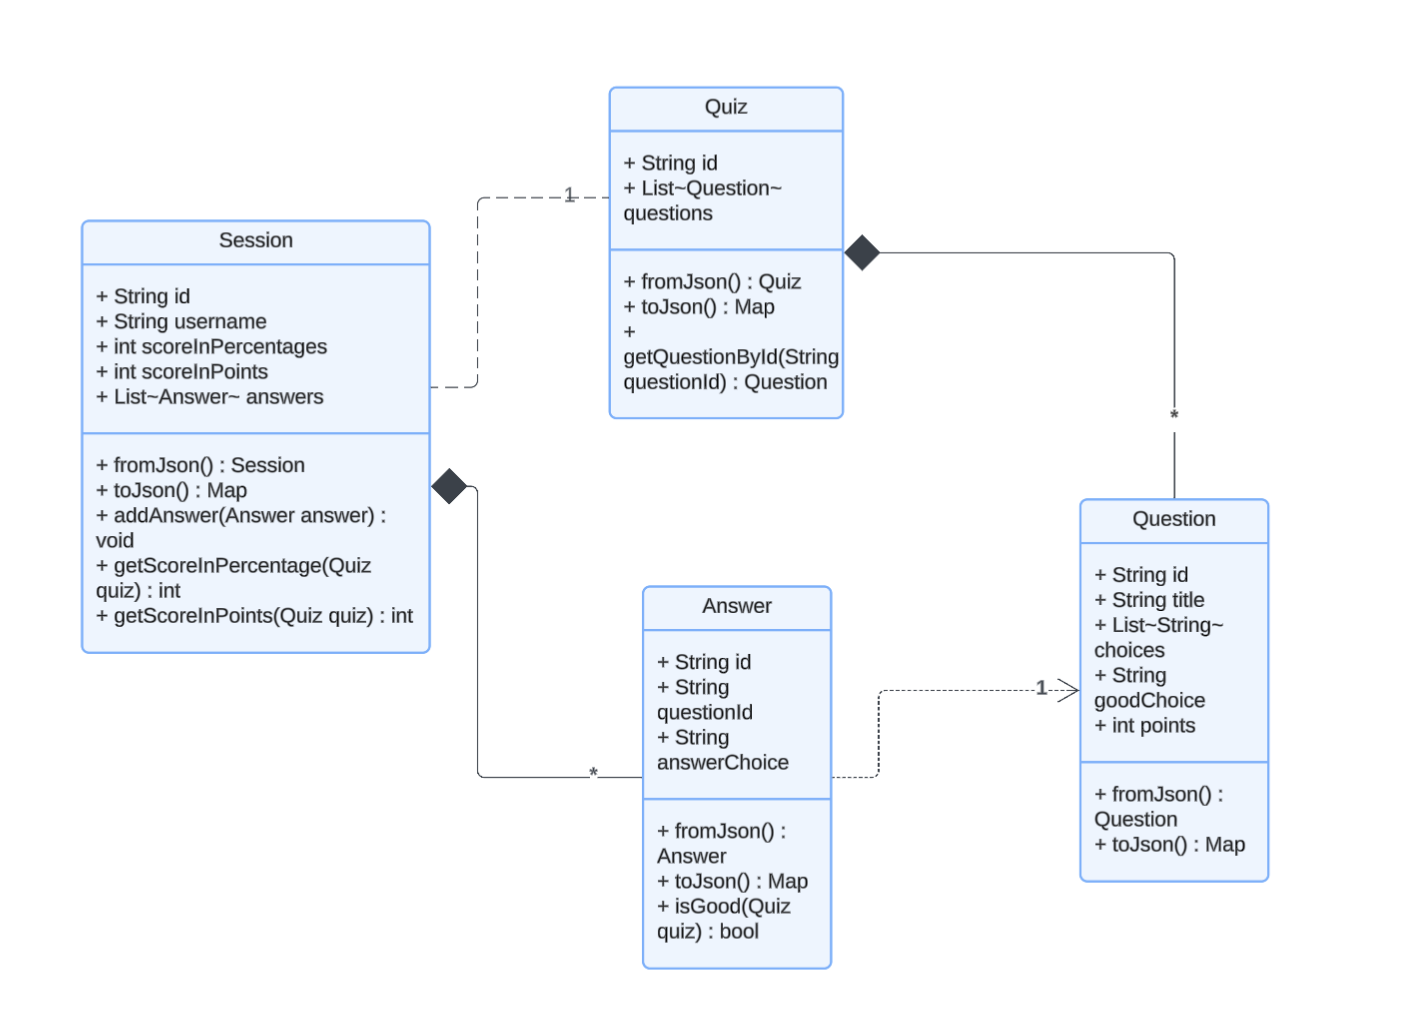 Quiz
+ String id
+ List~Question~
questions
+ fromJson() : Quiz
+ toJson() : Map
+
getQuestionById(String
questionId) : Question
1
Session
+ String id
+ String username
+ int scoreInPercentages
+ int scoreInPoints
+ List~Answer~ answers
+ fromJson() : Session
+ toJson() : Map
+ addAnswer(Answer answer) :
void
+ getScoreInPercentage(Quiz
quiz) : int
+ getScoreInPoints(Quiz quiz) : int
*
*
Answer
+ String id
+ String
questionId
+ String
answerChoice
+ fromJson() :
Answer
+ toJson() : Map
+ isGood(Quiz
quiz) : bool
1
Question
+ String id
+ String title
+ List~String~
choices
+ String
goodChoice
+ int points
+ fromJson() :
Question
+ toJson() : Map